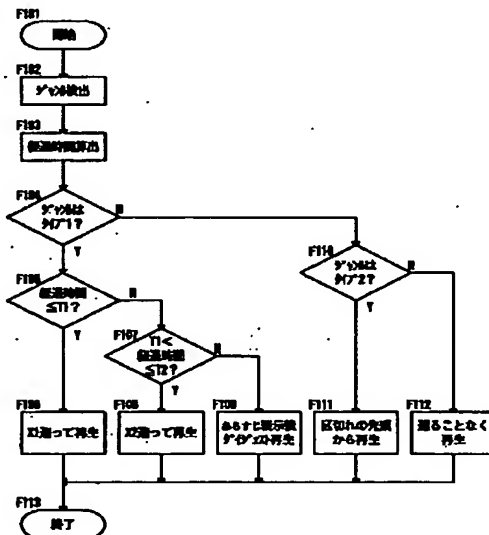 F101
開始
F102
ジャンル検出
F103
経過時間算出
F104
ジャンルは
タイプ1?
N
Y
F105
経過時間
≦T1?
N
Y
F107
T1<
経過時間
≦T2?
N
Y
F110
ジャンルは
タイプ2?
N
Y
F106
X1遡って再生
F108
X2遡って再生
F109
あらすじ表示後
ダイジェスト再生
F111
区切れの先頭
から再生
F112
遡ることなく
再生
F113
終了